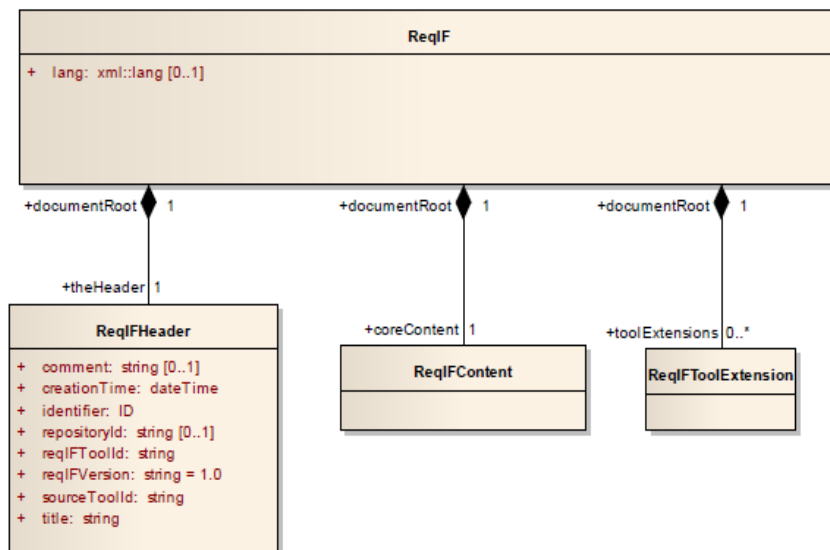 ReqIF
+ lang: xml::lang [0..1]
+documentRoot 1
+documentRoot 1
+documentRoot 1
+theHeader 1
+coreContent 1
+toolExtensions 0..*
ReqIFHeader
+ comment: string [0..1]
+ creationTime: dateTime
+ identifier: ID
+ repositoryId: string [0..1]
+ reqIFToolId: string
+ reqIFVersion: string = 1.0
+ sourceToolId: string
+ title: string
ReqIFContent
ReqIFToolExtension